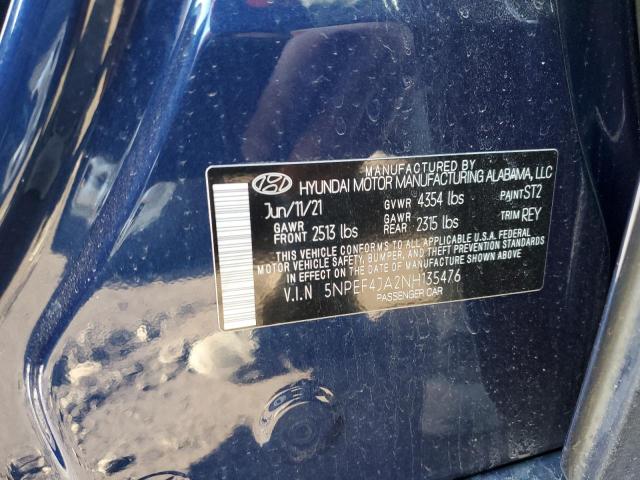 MANUFACTURED BY
HYUNDAI MOTOR MANUFACTURING ALABAMA, LLC
Jun/11/21 GVWR 4354 lbs PAINT ST2
GAWR FRONT 2513 lbs GAWR REAR 2315 lbs TRIM REY
THIS VEHICLE CONFORMS TO ALL APPLICABLE U.S.A. FEDERAL
MOTOR VEHICLE SAFETY, BUMPER, AND THEFT PREVENTION STANDARDS
IN EFFECT ON THE DATE OF MANUFACTURE SHOWN ABOVE.
V.I.N 5NPEF4JA2NH135476
PASSENGER CAR